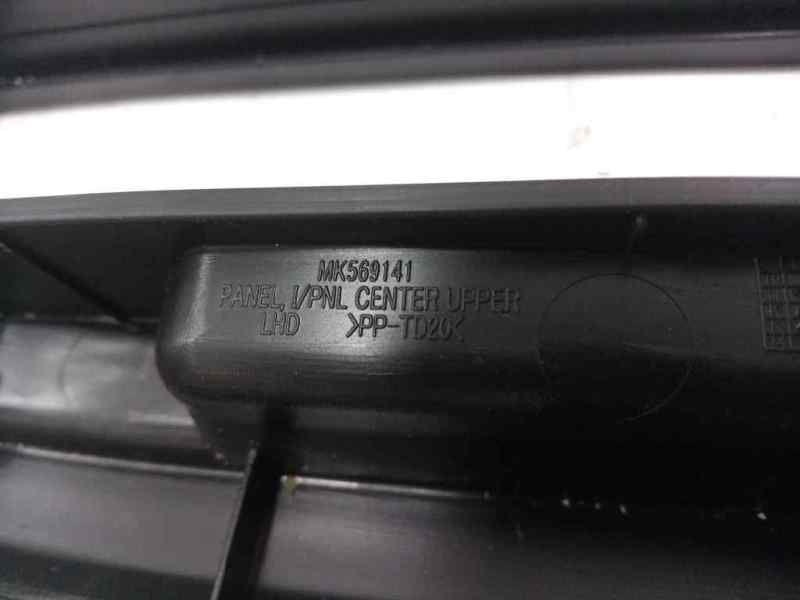 MK569141
PANEL, I/PNL CENTER UPPER
LHD >PP-TD20<